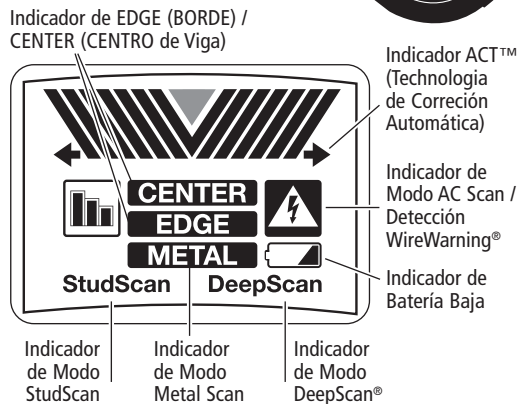 Indicador de EDGE (BORDE) /
CENTER (CENTRO de Viga)
Indicador ACT™
(Technologia
de Correción
Automática)
CENTER
EDGE
METAL
StudScan DeepScan
Indicador de
Modo AC Scan /
Detección
WireWarning®
Indicador de
Batería Baja
Indicador
de Modo
StudScan
Indicador
de Modo
Metal Scan
Indicador
de Modo
DeepScan®